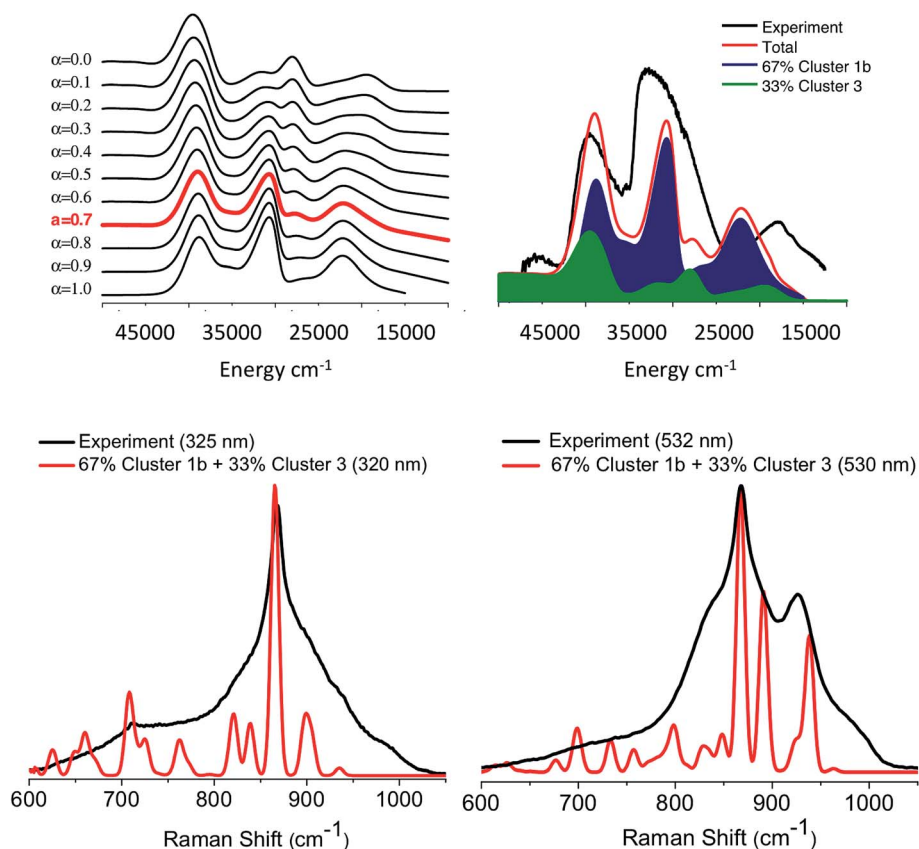 α=0.0
α=0.1
α=0.2
α=0.3
α=0.4
α=0.5
α=0.6
a=0.7
α=0.8
α=0.9
α=1.0
45000 35000 25000 15000
Energy cm-1
Experiment
Total
67% Cluster 1b
33% Cluster 3
45000 35000 25000 15000
Energy cm-1
Experiment (325 nm)
67% Cluster 1b + 33% Cluster 3 (320 nm)
600 700 800 900 1000
Raman Shift (cm-1)
Experiment (532 nm)
67% Cluster 1b + 33% Cluster 3 (530 nm)
600 700 800 900 1000
Raman Shift (cm-1)